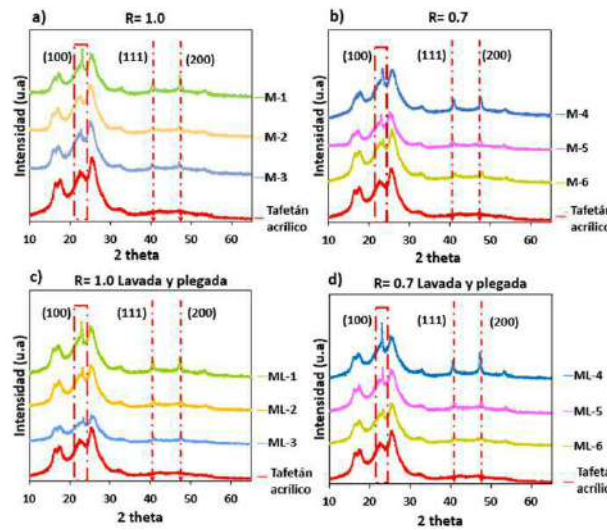 a)
R= 1.0
(100)
(111)
(200)
Intensidad (u.a)
M-1
M-2
M-3
Tafetán
acrílico
10 20 30 40 50 60
2 theta
b)
R= 0.7
(100)
(111)
(200)
Intensidad (u.a)
M-4
M-5
M-6
Tafetán
acrílico
10 20 30 40 50 60
2 theta
c)
R= 1.0 Lavada y plegada
(100)
(111)
(200)
Intensidad (u.a)
ML-1
ML-2
ML-3
Tafetán
acrílico
10 20 30 40 50 60
2 theta
d)
R= 0.7 Lavada y plegada
(100)
(111)
(200)
Intensidad (u.a)
ML-4
ML-5
ML-6
Tafetán
acrílico
10 20 30 40 50 60
2 theta